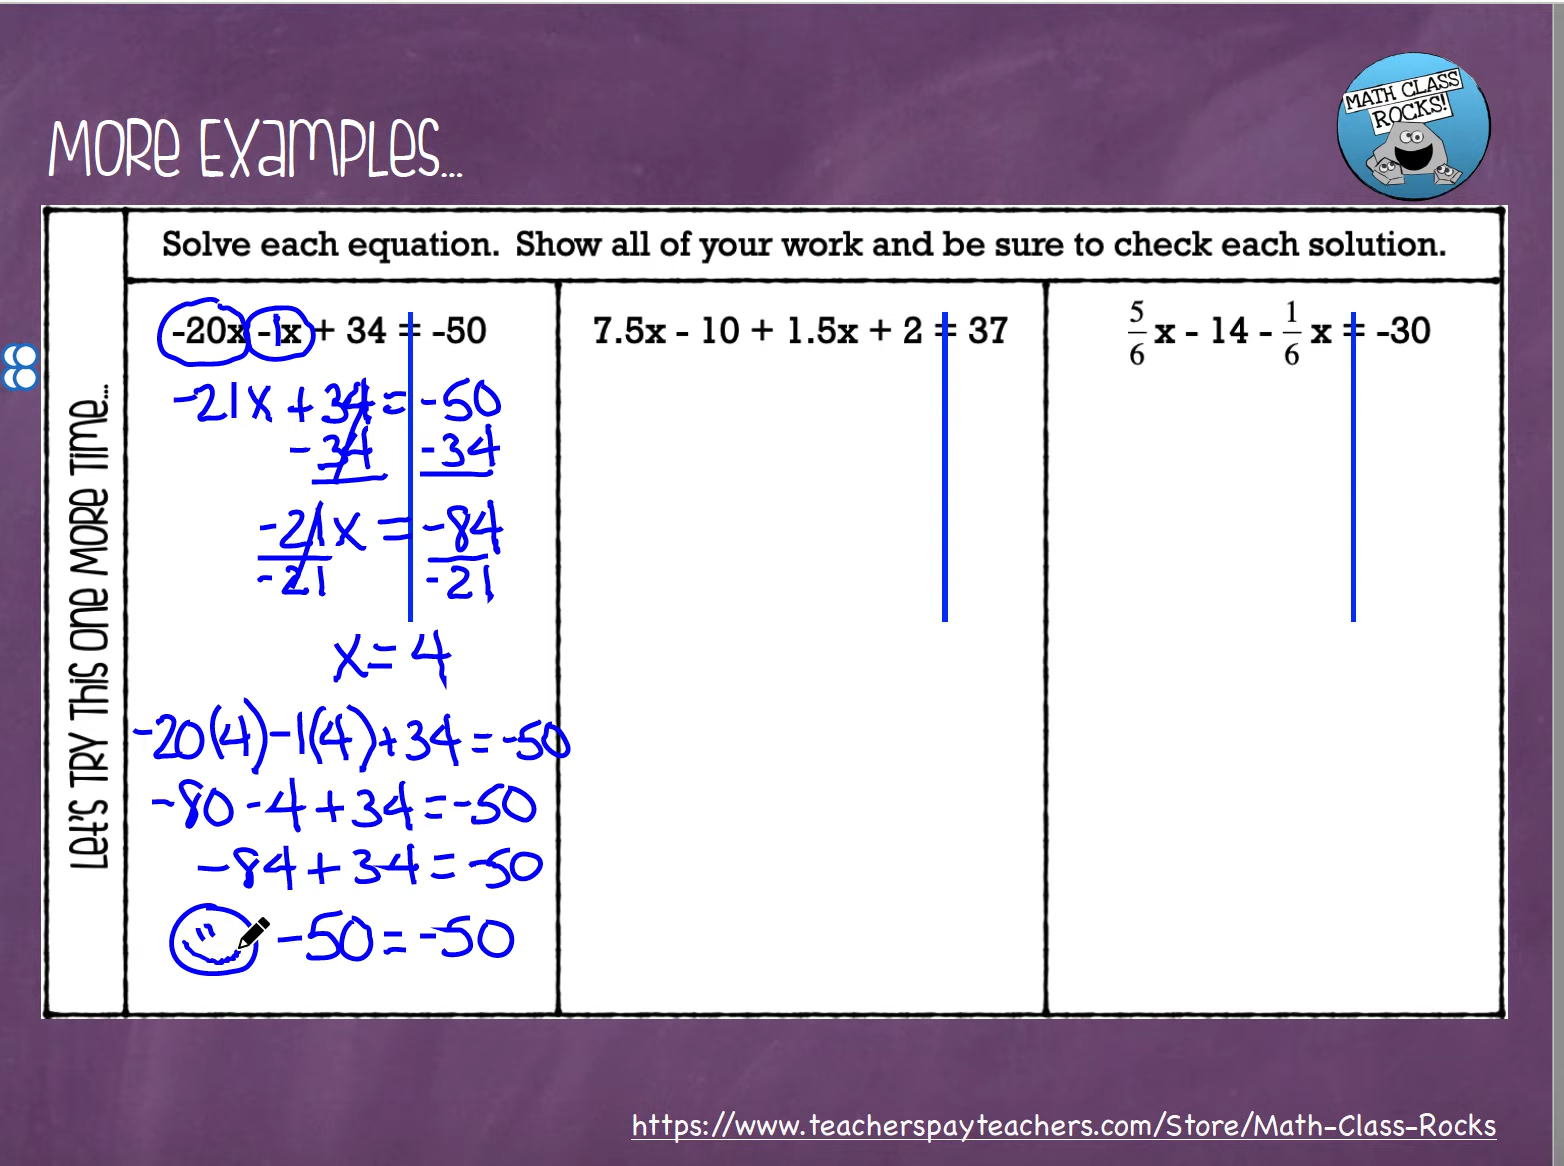 MORE EXAMPLES...
MATH CLASS
ROCKS!
LET'S TRY THIS ONE MORE TIME...
Solve each equation. Show all of your work and be sure to check each solution.
-20x -1x + 34 = -50
-21x + 34 = -50
-34 -34
-21x = -84
-21 -21
x = 4
-20(4) - 1(4) + 34 = -50
-80 - 4 + 34 = -50
-84 + 34 = -50
-50 = -50
7.5x - 10 + 1.5x + 2 = 37
5/6 x - 14 - 1/6 x = -30
https://www.teacherspayteachers.com/Store/Math-Class-Rocks